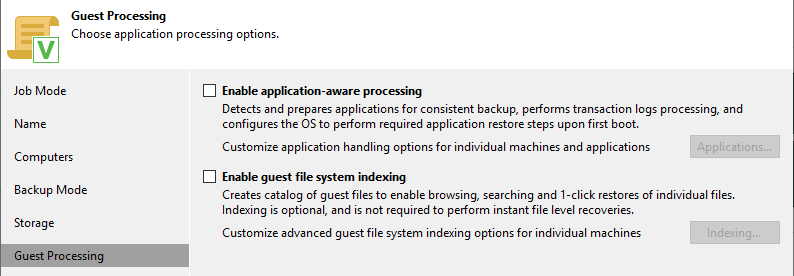 Guest Processing
Choose application processing options.
V
Job Mode
Name
Computers
Backup Mode
Storage
Guest Processing
Enable application-aware processing
Detects and prepares applications for consistent backup, performs transaction logs processing, and
configures the OS to perform required application restore steps upon first boot.
Customize application handling options for individual machines and applications
Applications...
Enable guest file system indexing
Creates catalog of guest files to enable browsing, searching and 1-click restores of individual files.
Indexing is optional, and is not required to perform instant file level recoveries.
Customize advanced guest file system indexing options for individual machines
Indexing...